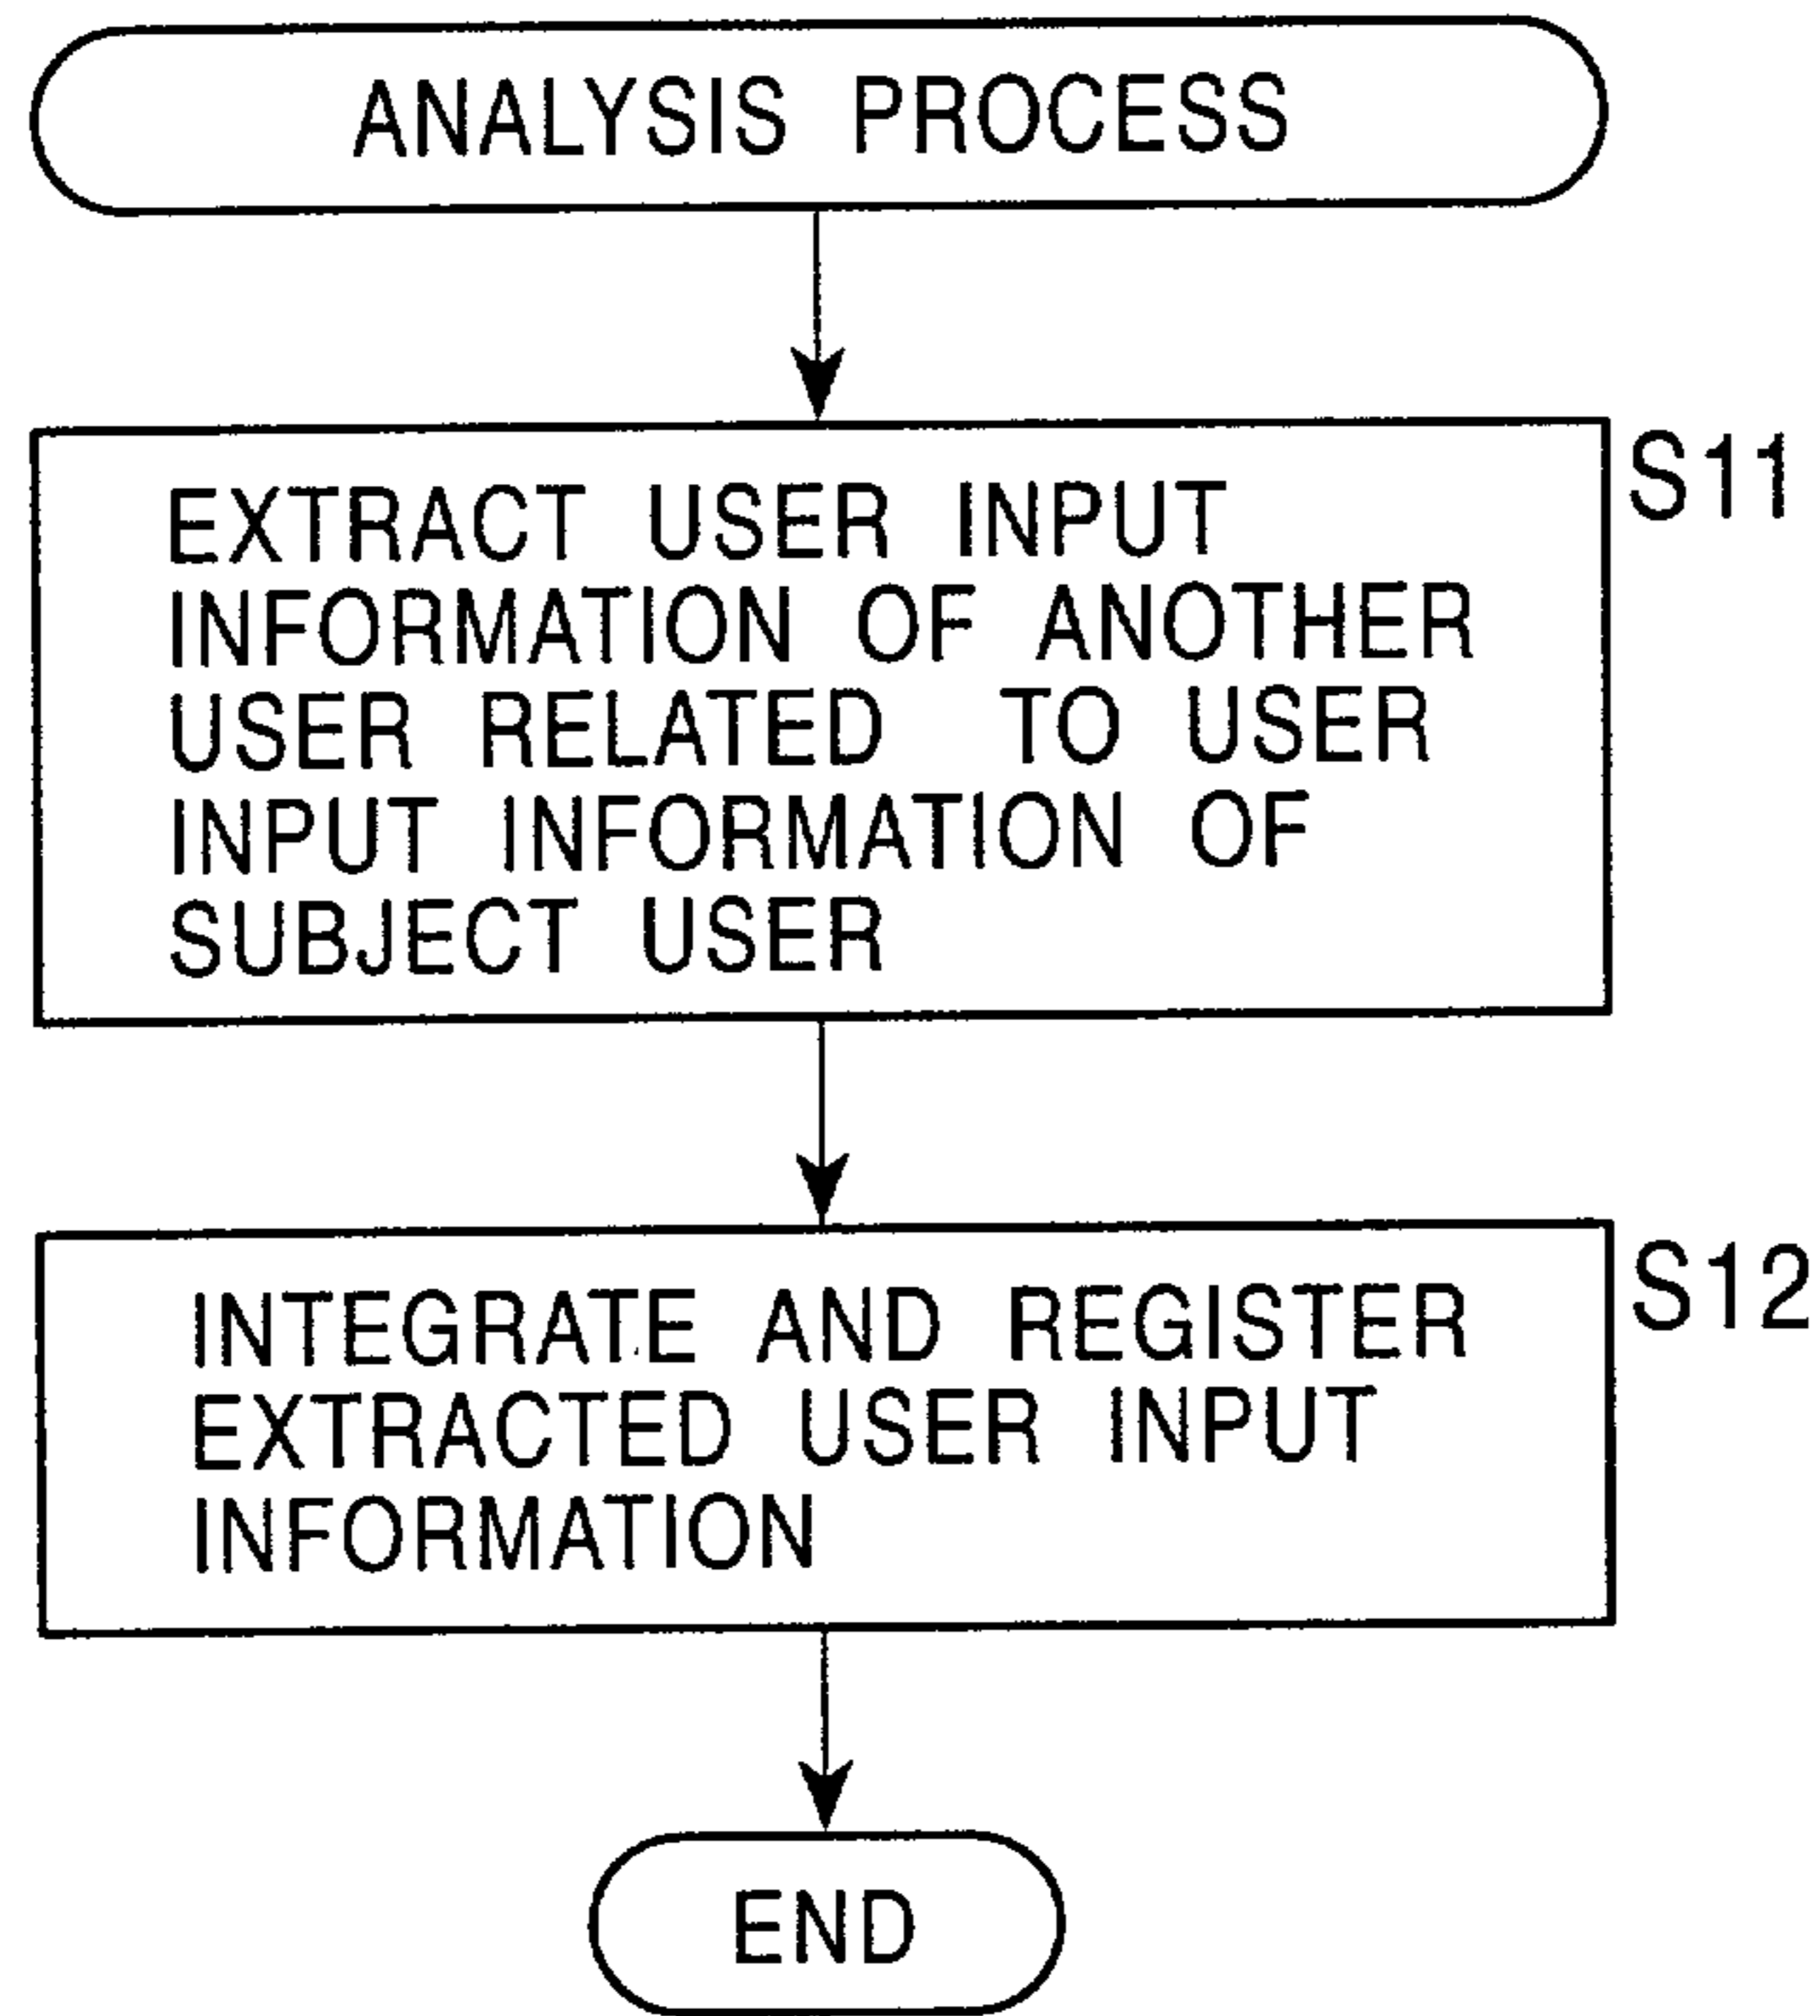 ANALYSIS PROCESS
S11
EXTRACT USER INPUT
INFORMATION OF ANOTHER
USER RELATED TO USER
INPUT INFORMATION OF
SUBJECT USER
S12
INTEGRATE AND REGISTER
EXTRACTED USER INPUT
INFORMATION
END